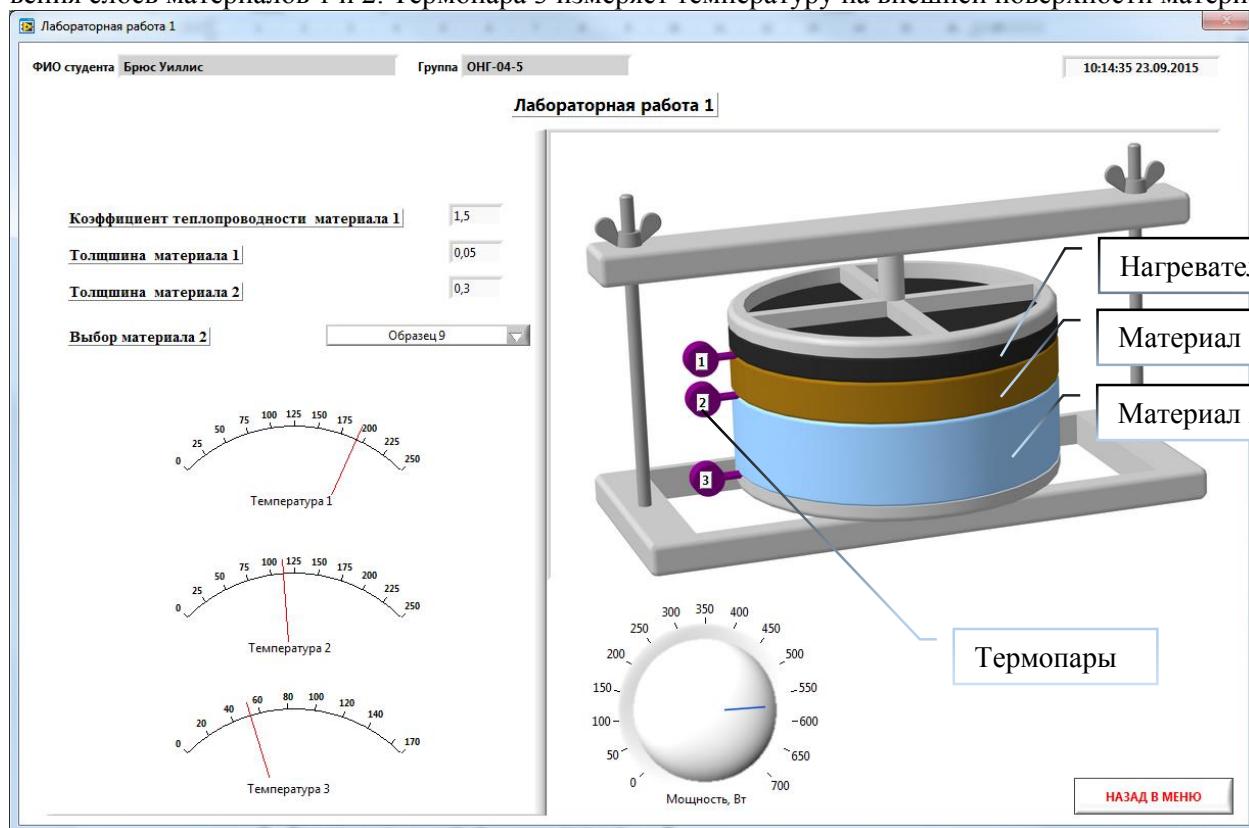 вения слоев материалов 1 и 2. Термопара 3 измеряет температуру на внешней поверхности
Лабораторная работа 1
ФИО студента Брюс Уиллис Группа ОНГ-04-5 10:14:35 23.09.2015
Лабораторная работа 1
Коэффициент теплопроводности материала 1 1,5
Толщшина материала 1 0,05
Толщшина материала 2 0,3
Выбор материала 2 Образец 9
0 25 50 75 100 125 150 175 200 225 250
Температура 1
0 25 50 75 100 125 150 175 200 225 250
Температура 2
0 20 40 60 80 100 120 140 170
Температура 3
1
2
3
Материал
Материал
Термопары
0 50 100 150 200 250 300 350 400 450 500 550 600 650 700
Мощность, Вт
НАЗАД В МЕНЮ